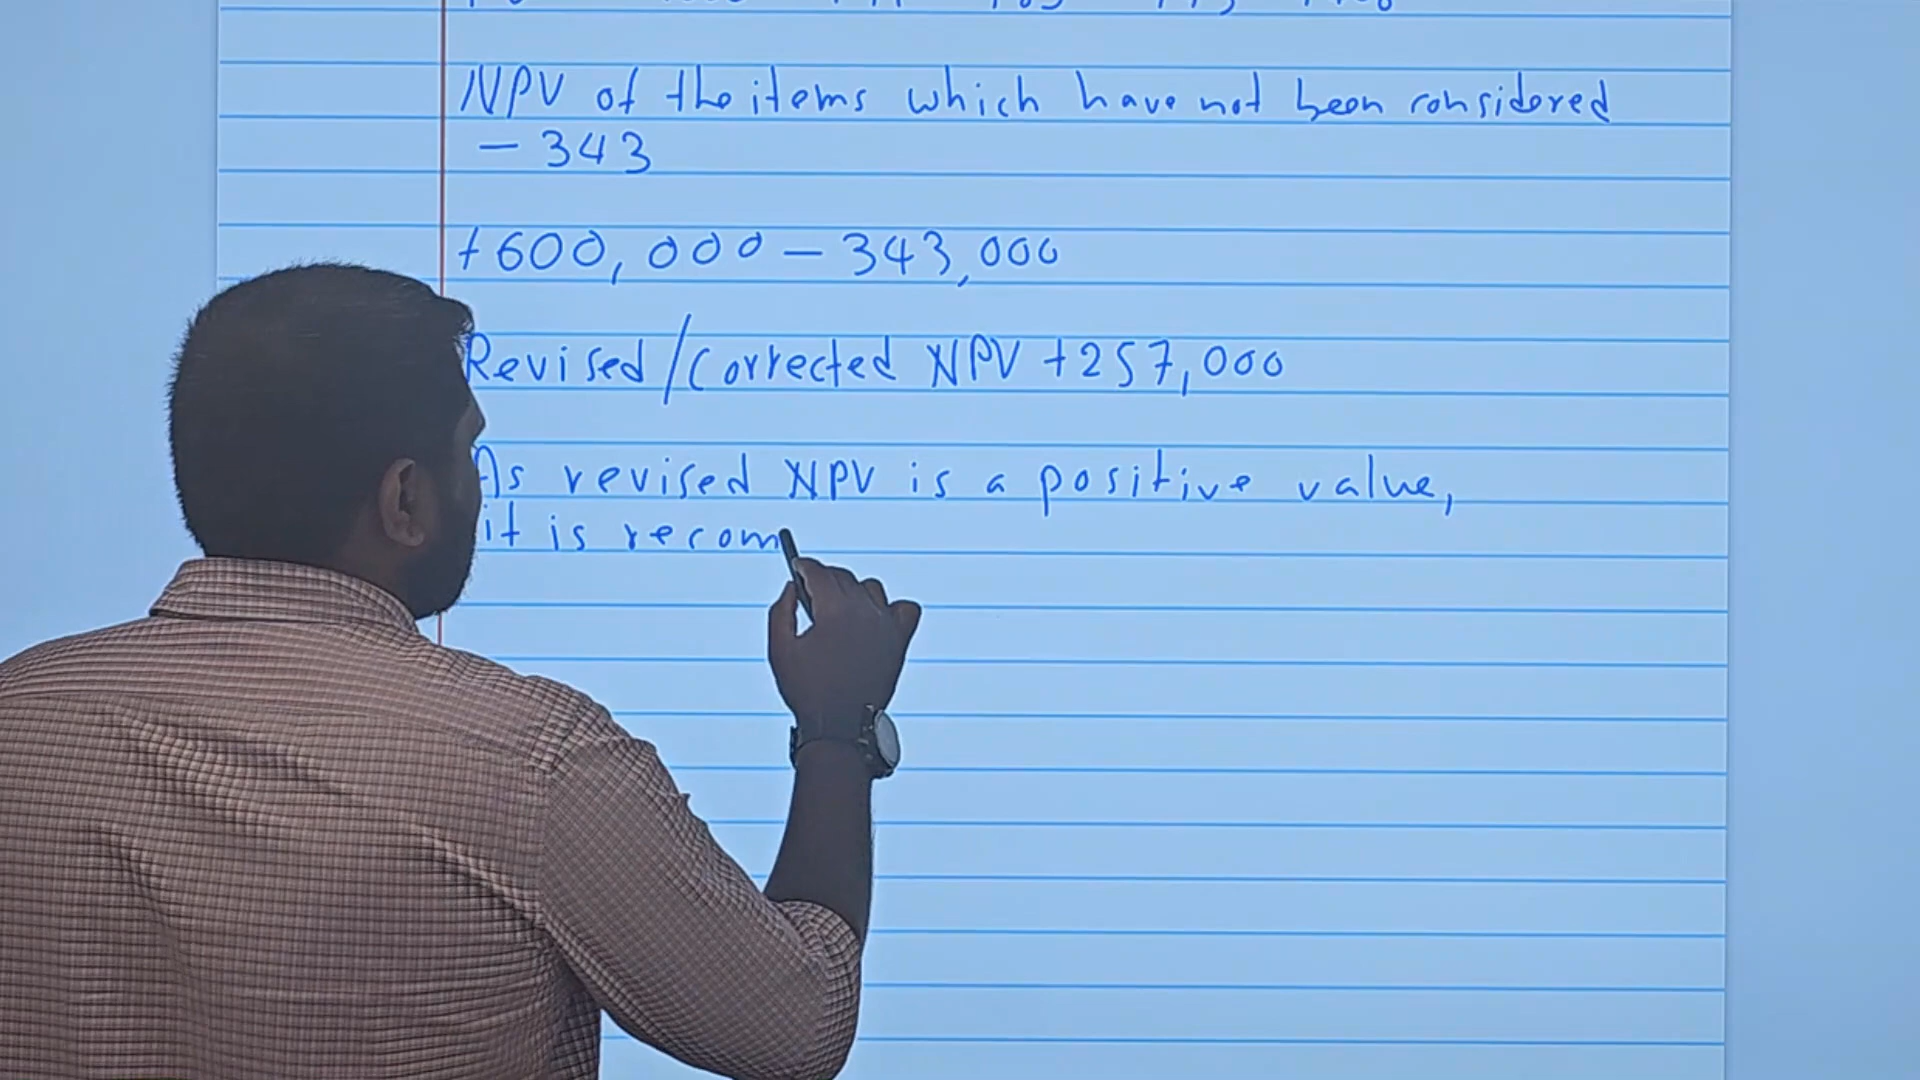 NPV of the items which have not been considered
- 343
+600,000 - 343,000
Revised/Corrected NPV +257,000
As revised NPV is a positive value,
it is recom